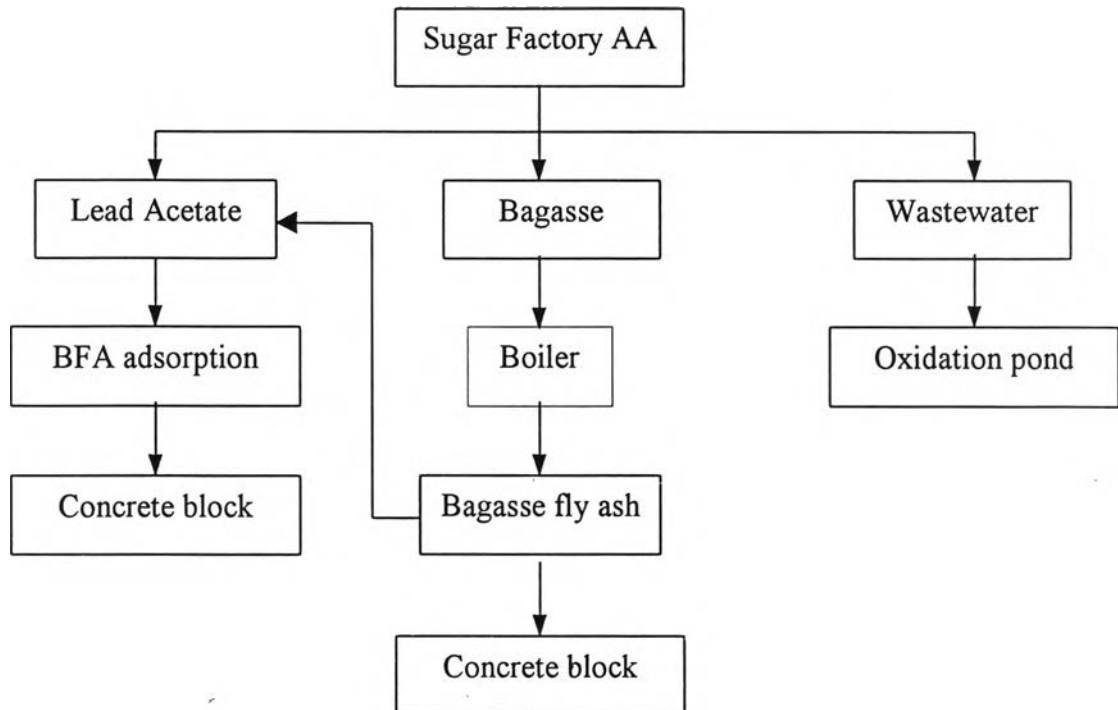 Sugar Factory AA
Lead Acetate
Bagasse
Wastewater
BFA adsorption
Boiler
Oxidation pond
Concrete block
Bagasse fly ash
Concrete block